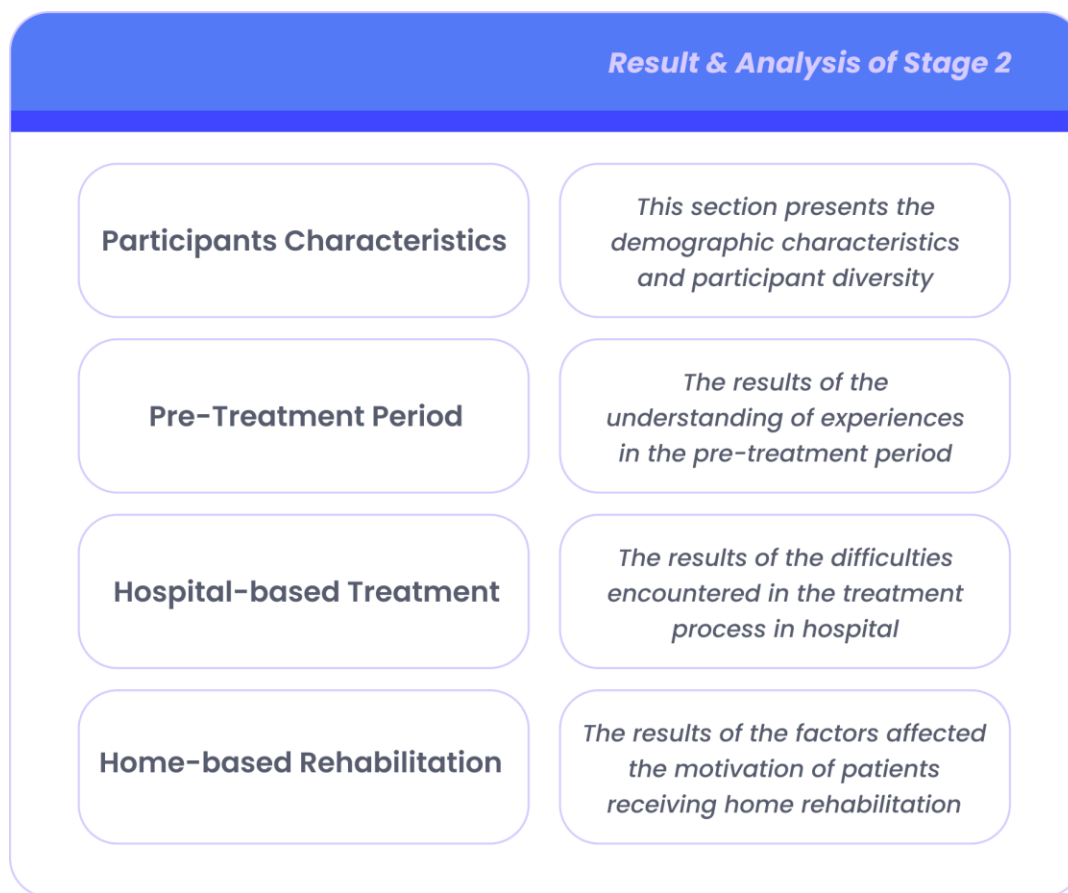 Result & Analysis of Stage 2
Participants Characteristics
This section presents the
demographic characteristics
and participant diversity
Pre-Treatment Period
The results of the
understanding of experiences
in the pre-treatment period
Hospital-based Treatment
The results of the difficulties
encountered in the treatment
process in hospital
Home-based Rehabilitation
The results of the factors affected
the motivation of patients
receiving home rehabilitation